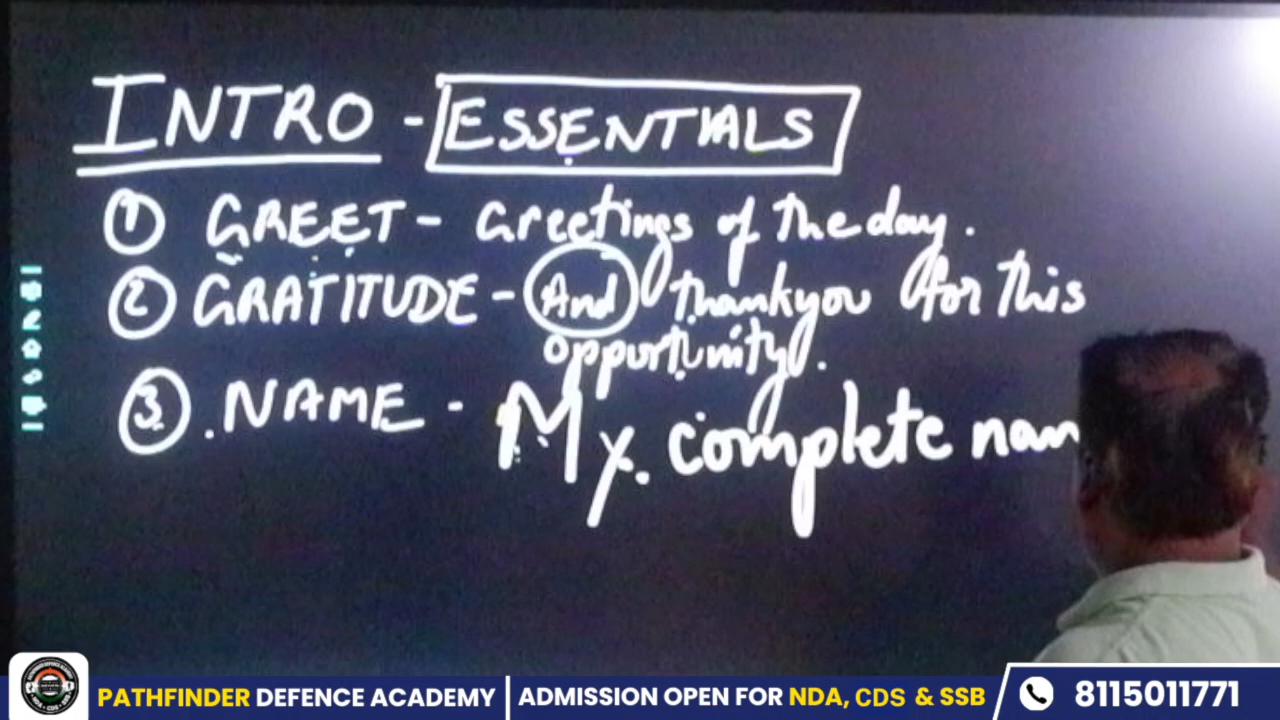 INTRO - ESSENTIALS
1 GREET - Greetings of the day.
2 GRATITUDE - And thankyou for this
opportunity.
3 . NAME - My. complete nam
PATHFINDER DEFENCE ACADEMY | ADMISSION OPEN FOR NDA, CDS & SSB 8115011771